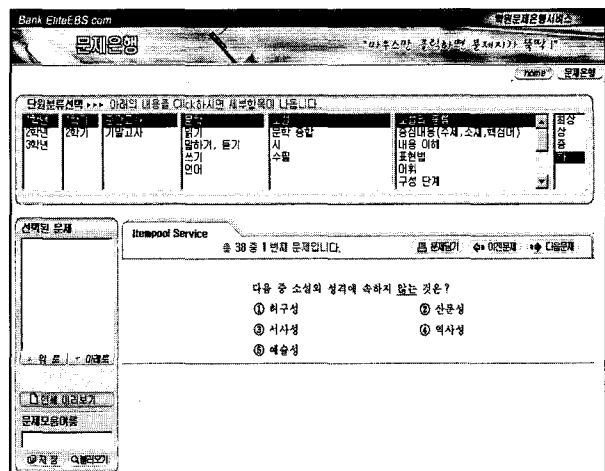 Bank EliteEBS com
학원문제은행서비스
문제은행
"마우스만 클릭하면 문제지가 뚝딱!"
home 문제은행
단원분류선택 ▸▸▸ 아래의 내용을 Click하시면 세부항목이 나옵니다
최상
2학년 2학기 기말고사 읽기 문학 종합 중심내용(주제,소재,핵심어) 상
3학년 말하기, 듣기 시 내용 이해 중
쓰기 수필 표현법
언어 어휘
구성 단계
선택된 문제
Itempool Service
총 38 중 1 번째 문제입니다.
문제담기 이전문제 다음문제
다음 중 소설의 성격에 속하지 않는 것은?
① 허구성 ② 산문성
③ 서사성 ④ 역사성
⑤ 예술성
위로 아래로
인쇄 미리보기
문제모음이름
저장 불러오기